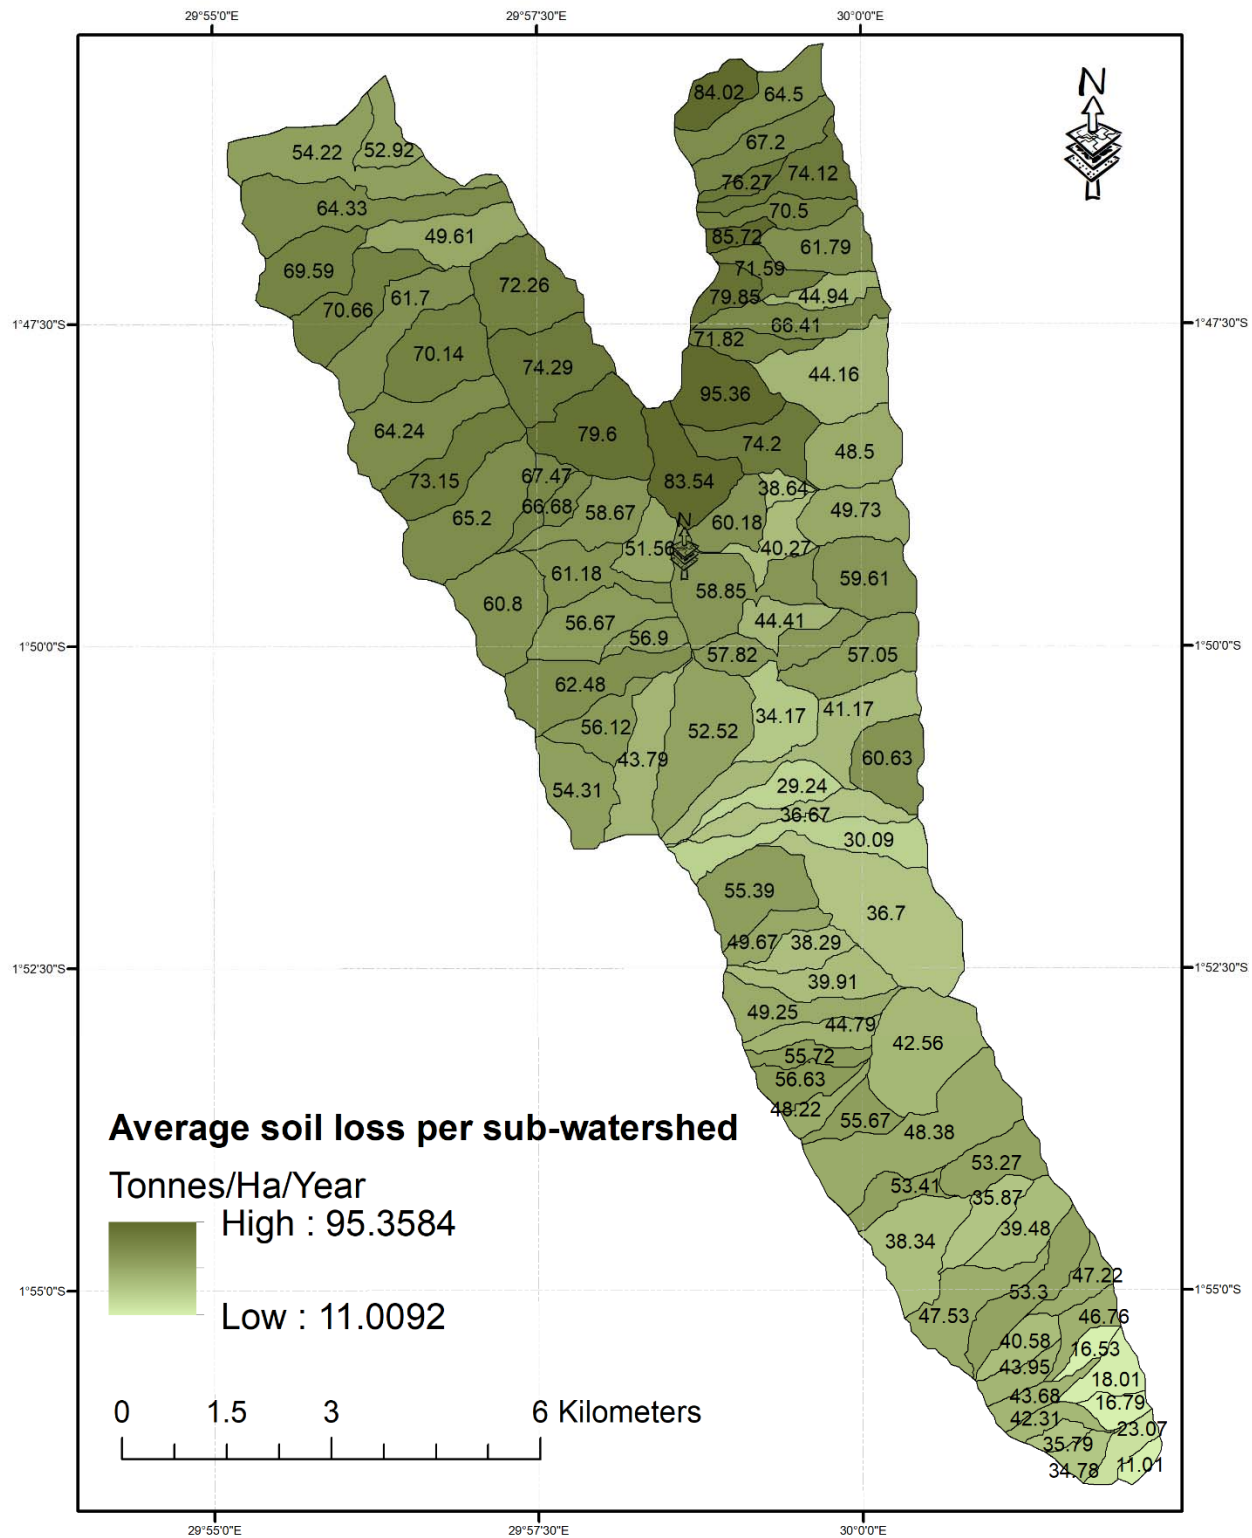 29°55'0"E 29°57'30"E 30°0'0"E
N
84.02 64.5
67.2
54.22 52.92
76.27 74.12
64.33 70.5
49.61 85.72 61.79
69.59 71.59
72.26 79.85 44.94
70.66 61.7
1°47'30"S 66.41 1°47'30"S
71.82
70.14 74.29 44.16
95.36
64.24 79.6 74.2 48.5
73.15 67.47 83.54 38.64
66.68 58.67 49.73
65.2 N 60.18
51.56 40.27
61.18 59.61
60.8 58.85
56.67 44.41
56.9
1°50'0"S 57.82 57.05 1°50'0"S
62.48
56.12 34.17 41.17
52.52
43.79 60.63
54.31 29.24
36.67
30.09
55.39
36.7
49.67 38.29
1°52'30"S 1°52'30"S
39.91
49.25 44.79
42.56
55.72
56.63
48.22 55.67
Average soil loss per sub-watershed
48.38
53.27
Tonnes/Ha/Year 53.41 35.87
High : 95.3584 39.48
38.34
47.22
1°55'0"S 53.3 1°55'0"S
Low : 11.0092 47.53 46.76
40.58 16.53
43.95 18.01
43.68 16.79
0 1.5 3 6 Kilometers 42.31 23.07
35.79
34.78 11.01
29°55'0"E 29°57'30"E 30°0'0"E